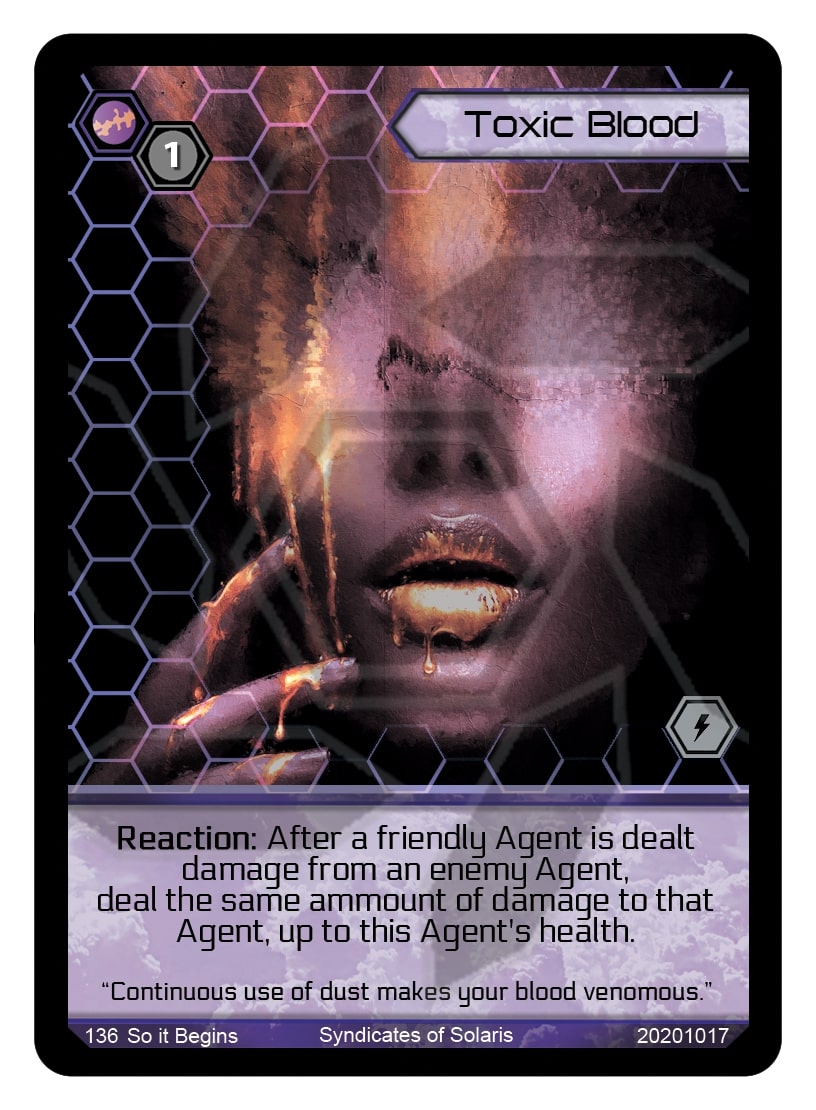 Toxic Blood
1
Reaction: After a friendly Agent is dealt
damage from an enemy Agent,
deal the same ammount of damage to that
Agent, up to this Agent's health.
“Continuous use of dust makes your blood venomous.”
136 So it Begins Syndicates of Solaris 20201017